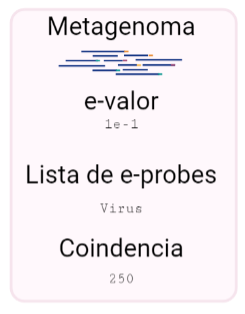 Metagenoma
e-valor
1e-1
Lista de e-probes
Virus
Coindencia
250